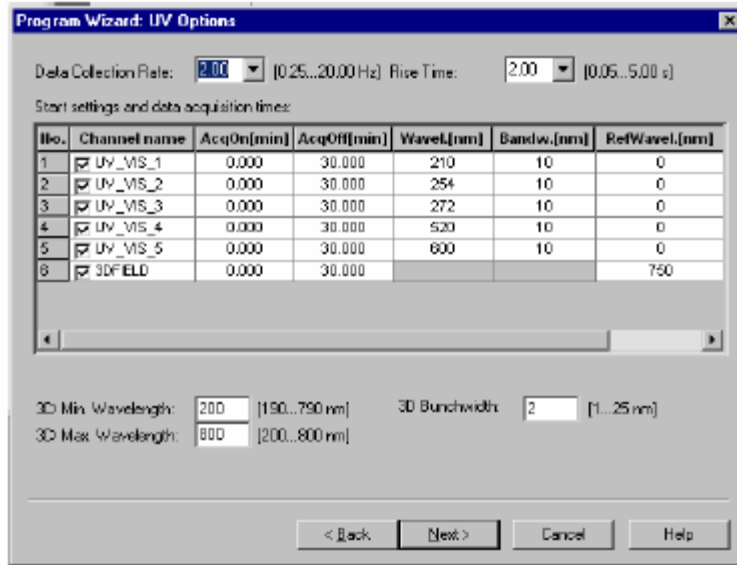 Program Wizard: UV Options
Data Collection Rate: 2.00 [0.25...20.00 Hz] Rise Time: 2.00 [0.05...5.00 s]
Start settings and data acquisition times:
No. Channel name AcqOn[min] AcqOff[min] Wavel.[nm] Bandw.[nm] RefWavel.[nm]
1 UV_VIS_1 0.000 30.000 210 10 0
2 UV_VIS_2 0.000 30.000 254 10 0
3 UV_VIS_3 0.000 30.000 272 10 0
4 UV_VIS_4 0.000 30.000 520 10 0
5 UV_VIS_5 0.000 30.000 600 10 0
6 3DFIELD 0.000 30.000 750
3D Min. Wavelength: 200 [190...790 nm] 3D Bunchwidth: 2 [1...25 nm]
3D Max. Wavelength: 800 [200...800 nm]
< Back Next > Cancel Help